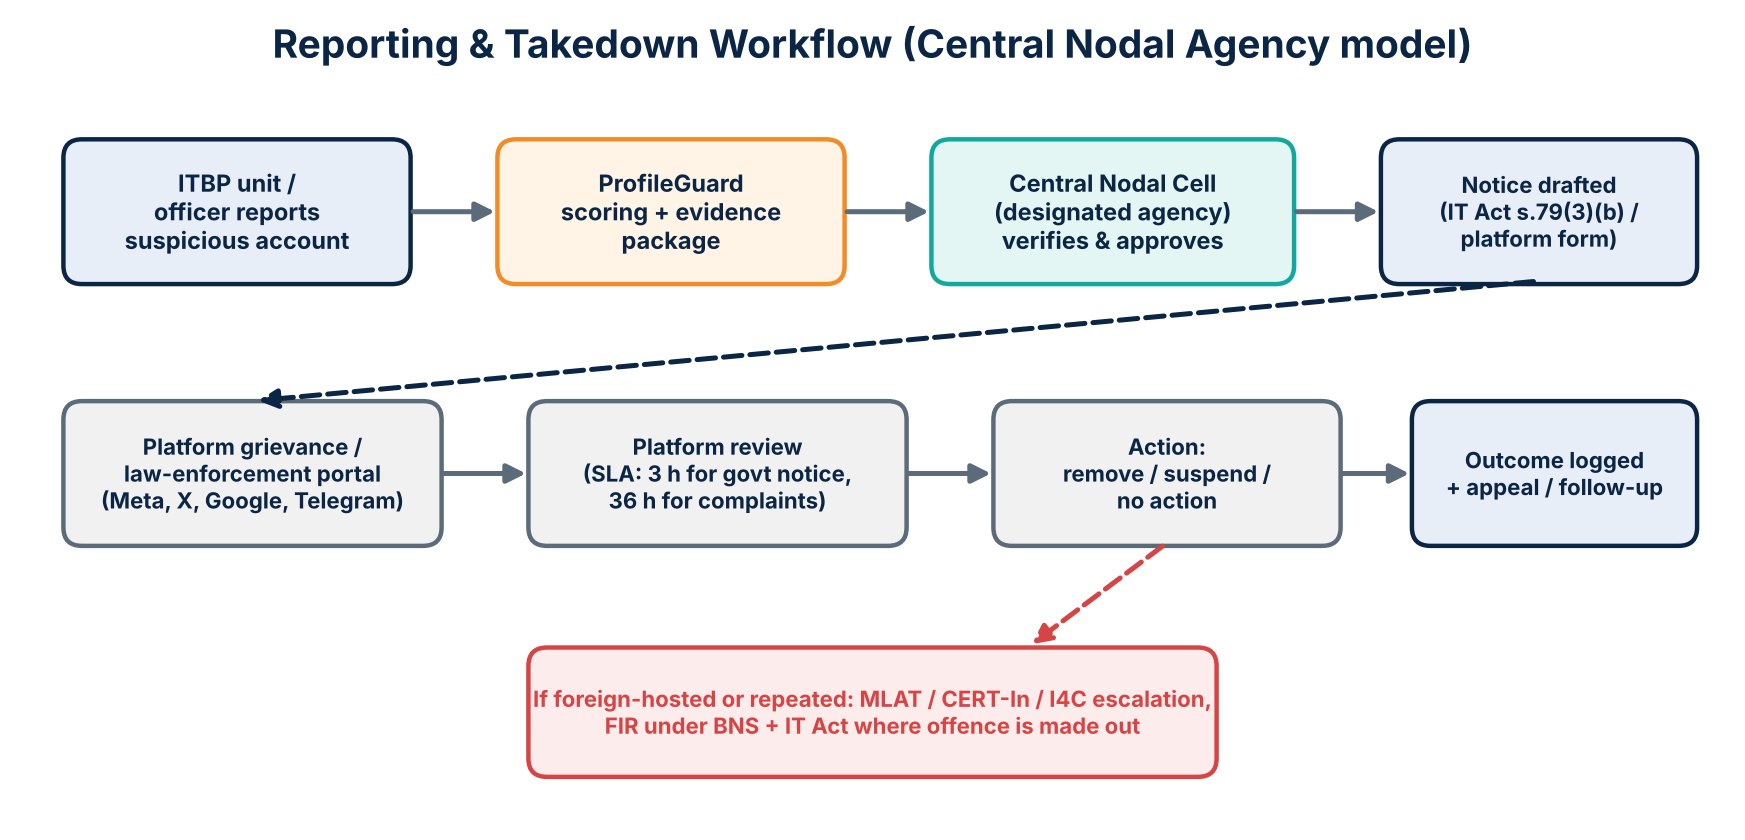 Reporting & Takedown Workflow (Central Nodal Agency model)
ITBP unit /
officer reports
suspicious account
ProfileGuard
scoring + evidence
package
Central Nodal Cell
(designated agency)
verifies & approves
Notice drafted
(IT Act s.79(3)(b) /
platform form)
Platform grievance /
law-enforcement portal
(Meta, X, Google, Telegram)
Platform review
(SLA: 3 h for govt notice,
36 h for complaints)
Action:
remove / suspend /
no action
Outcome logged
+ appeal / follow-up
If foreign-hosted or repeated: MLAT / CERT-In / I4C escalation,
FIR under BNS + IT Act where offence is made out